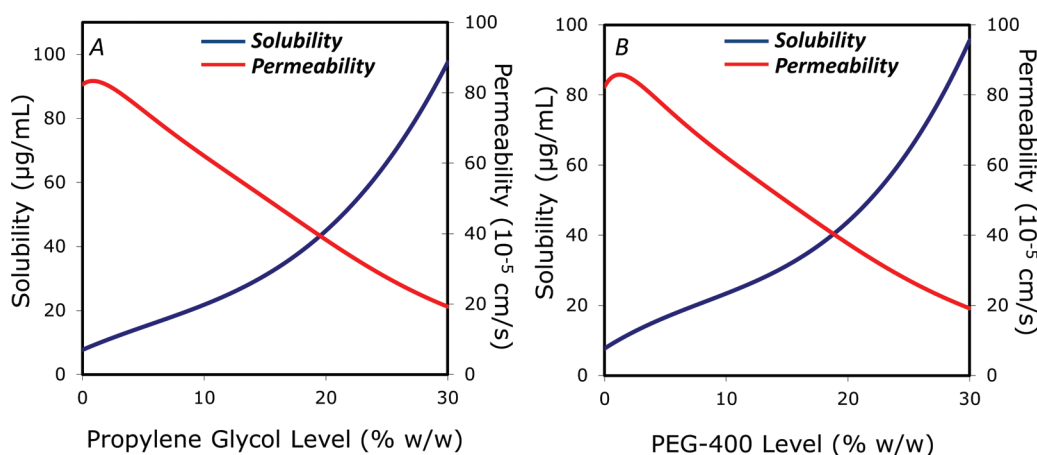 A
Solubility
Permeability
100
80
60
40
20
0
Solubility (µg/mL)
100
80
60
40
20
0
Permeability (10-5 cm/s)
0 10 20 30
Propylene Glycol Level (% w/w)
B
Solubility
Permeability
100
80
60
40
20
0
Solubility (µg/mL)
100
80
60
40
20
0
Permeability (10-5 cm/s)
0 10 20 30
PEG-400 Level (% w/w)